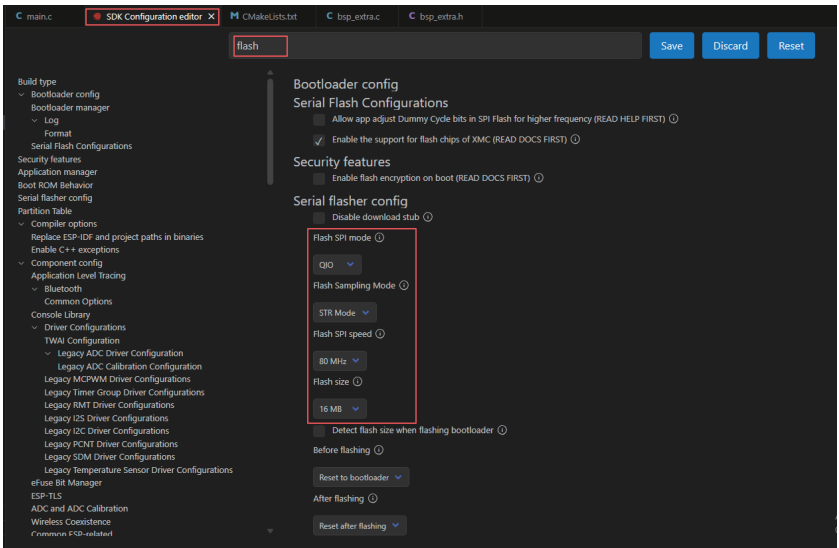 main.c
SDK Configuration editor
CMakeLists.txt
bsp_extra.c
bsp_extra.h
flash
Save
Discard
Reset
Build type
Bootloader config
Bootloader manager
Log
Format
Serial Flash Configurations
Security features
Application manager
Boot ROM Behavior
Serial flasher config
Partition Table
Compiler options
Replace ESP-IDF and project paths in binaries
Enable C++ exceptions
Component config
Application Level Tracing
Bluetooth
Common Options
Console Library
Driver Configurations
TWAI Configuration
Legacy ADC Driver Configuration
Legacy ADC Calibration Configuration
Legacy MCPWM Driver Configurations
Legacy Timer Group Driver Configurations
Legacy RMT Driver Configurations
Legacy I2S Driver Configurations
Legacy I2C Driver Configurations
Legacy PCNT Driver Configurations
Legacy SDM Driver Configurations
Legacy Temperature Sensor Driver Configurations
eFuse Bit Manager
ESP-TLS
ADC and ADC Calibration
Wireless Coexistence
Common ESP-related
Bootloader config
Serial Flash Configurations
Allow app adjust Dummy Cycle bits in SPI Flash for higher frequency (READ HELP FIRST)
Enable the support for flash chips of XMC (READ DOCS FIRST)
Security features
Enable flash encryption on boot (READ DOCS FIRST)
Serial flasher config
Disable download stub
Flash SPI mode
QIO
Flash Sampling Mode
STR Mode
Flash SPI speed
80 MHz
Flash size
16 MB
Detect flash size when flashing bootloader
Before flashing
Reset to bootloader
After flashing
Reset after flashing